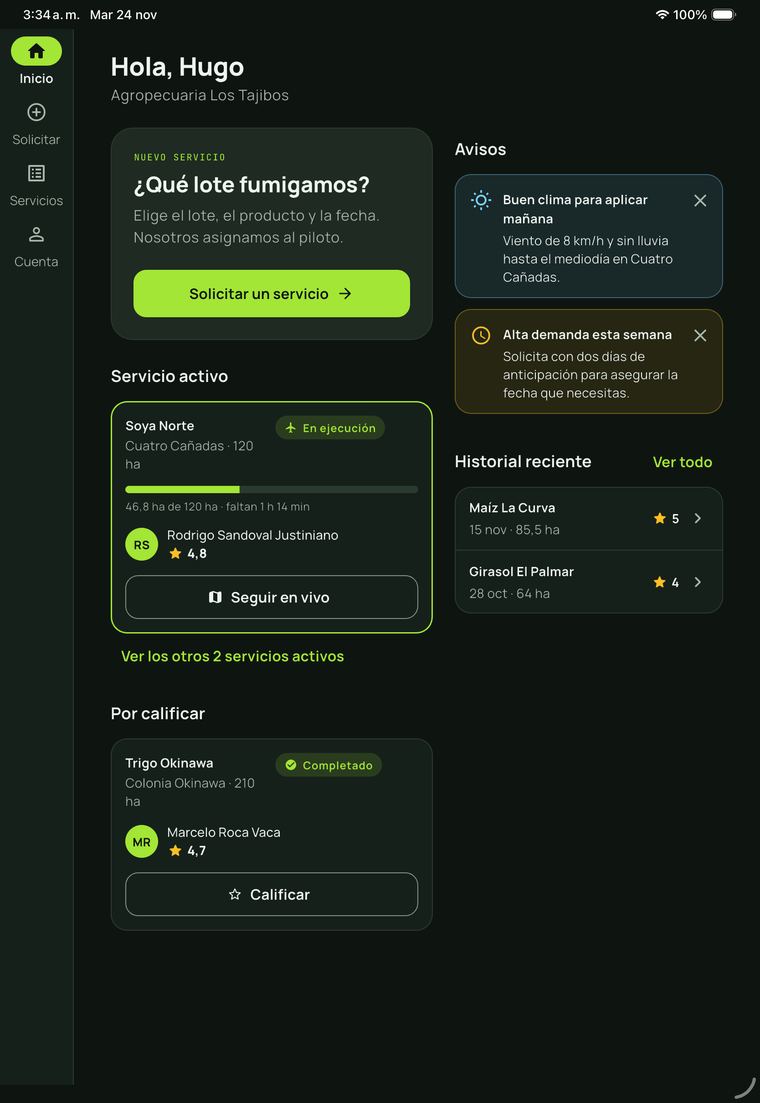 3:34 a. m. Mar 24 nov
100%
Inicio
Solicitar
Servicios
Cuenta
Hola, Hugo
Agropecuaria Los Tajibos
NUEVO SERVICIO
¿Qué lote fumigamos?
Elige el lote, el producto y la fecha.
Nosotros asignamos al piloto.
Solicitar un servicio
Servicio activo
Soya Norte
En ejecución
Cuatro Cañadas · 120
ha
46,8 ha de 120 ha · faltan 1 h 14 min
RS
Rodrigo Sandoval Justiniano
4,8
Seguir en vivo
Ver los otros 2 servicios activos
Por calificar
Trigo Okinawa
Completado
Colonia Okinawa · 210
ha
MR
Marcelo Roca Vaca
4,7
Calificar
Avisos
Buen clima para aplicar
mañana
Viento de 8 km/h y sin lluvia
hasta el mediodía en Cuatro
Cañadas.
Alta demanda esta semana
Solicita con dos días de
anticipación para asegurar la
fecha que necesitas.
Historial reciente
Ver todo
Maíz La Curva
15 nov · 85,5 ha
5
Girasol El Palmar
28 oct · 64 ha
4